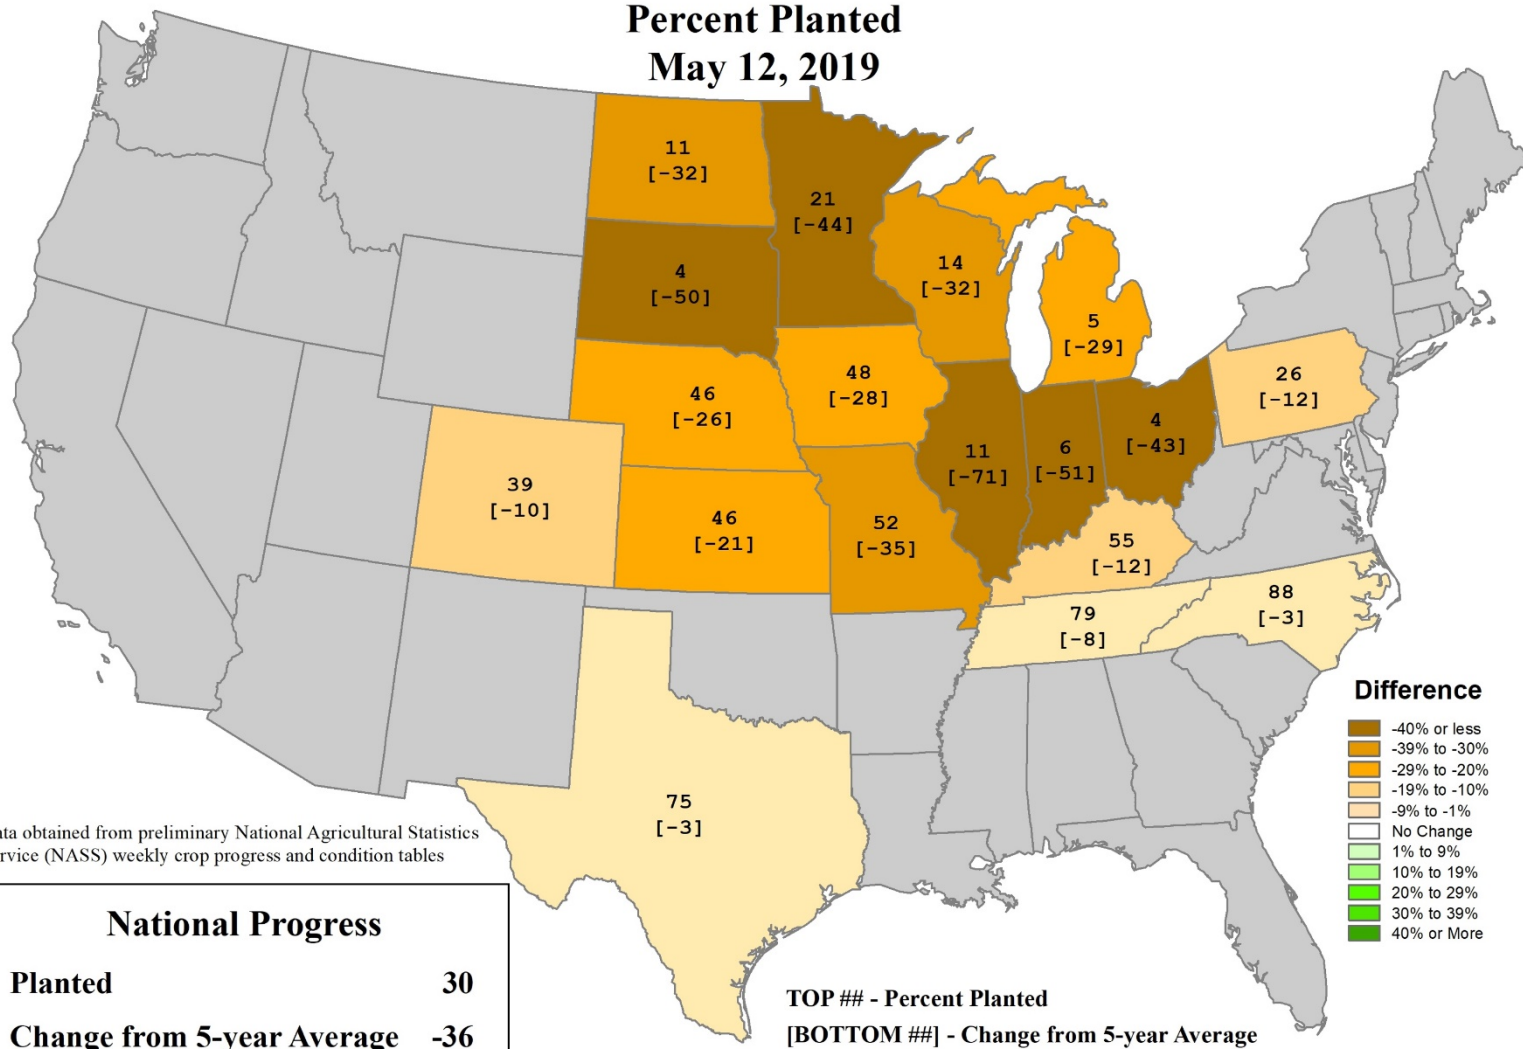 Percent Planted
May 12, 2019
11
[-32]
21
[-44]
4
[-50]
14
[-32]
5
[-29]
46
[-26]
48
[-28]
11
[-71]
6
[-51]
4
[-43]
26
[-12]
39
[-10]
46
[-21]
52
[-35]
55
[-12]
79
[-8]
88
[-3]
75
[-3]
Difference
-40% or less
-39% to -30%
-29% to -20%
-19% to -10%
-9% to -1%
No Change
1% to 9%
10% to 19%
20% to 29%
30% to 39%
40% or More
ta obtained from preliminary National Agricultural Statistics
rvice (NASS) weekly crop progress and condition tables
National Progress
Planted 30
Change from 5-year Average -36
TOP ## - Percent Planted
[BOTTOM ##] - Change from 5-year Average